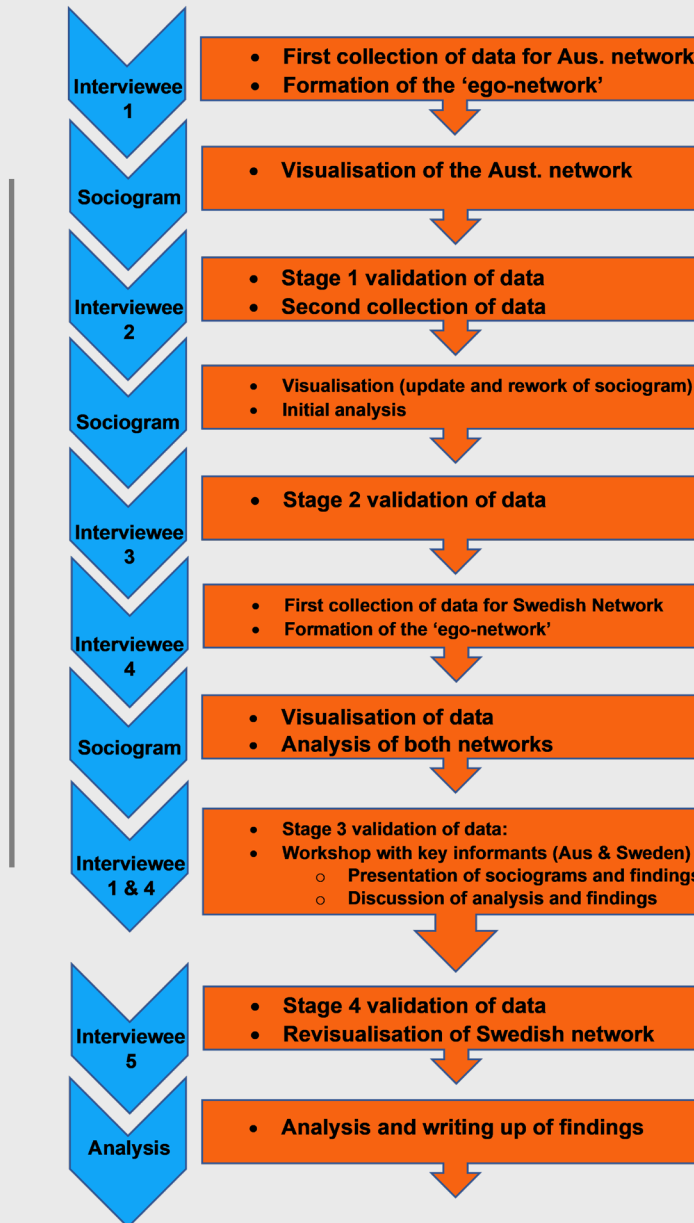 Interviewee
1
• First collection of data for Aus. network
• Formation of the ‘ego-network’
Sociogram
• Visualisation of the Aust. network
Interviewee
2
• Stage 1 validation of data
• Second collection of data
Sociogram
• Visualisation (update and rework of sociogram)
• Initial analysis
Interviewee
3
• Stage 2 validation of data
Interviewee
4
• First collection of data for Swedish Network
• Formation of the ‘ego-network’
Sociogram
• Visualisation of data
• Analysis of both networks
Interviewee
1 & 4
• Stage 3 validation of data:
• Workshop with key informants (Aus & Sweden)
o Presentation of sociograms and findings
o Discussion of analysis and findings
Interviewee
5
• Stage 4 validation of data
• Revisualisation of Swedish network
Analysis
• Analysis and writing up of findings